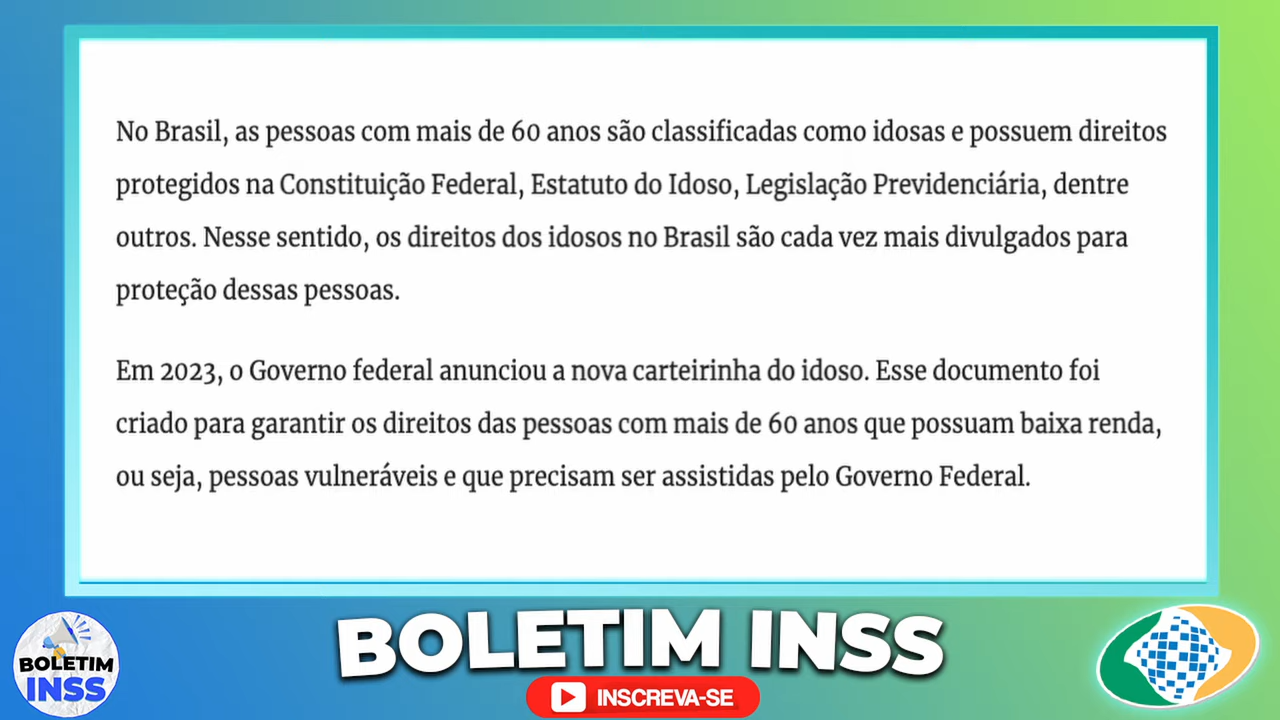 No Brasil, as pessoas com mais de 60 anos são classificadas como idosas e possuem direitos
protegidos na Constituição Federal, Estatuto do Idoso, Legislação Previdenciária, dentre
outros. Nesse sentido, os direitos dos idosos no Brasil são cada vez mais divulgados para
proteção dessas pessoas.
Em 2023, o Governo federal anunciou a nova carteirinha do idoso. Esse documento foi
criado para garantir os direitos das pessoas com mais de 60 anos que possuam baixa renda,
ou seja, pessoas vulneráveis e que precisam ser assistidas pelo Governo Federal.
BOLETIM
INSS
BOLETIM INSS
INSCREVA-SE